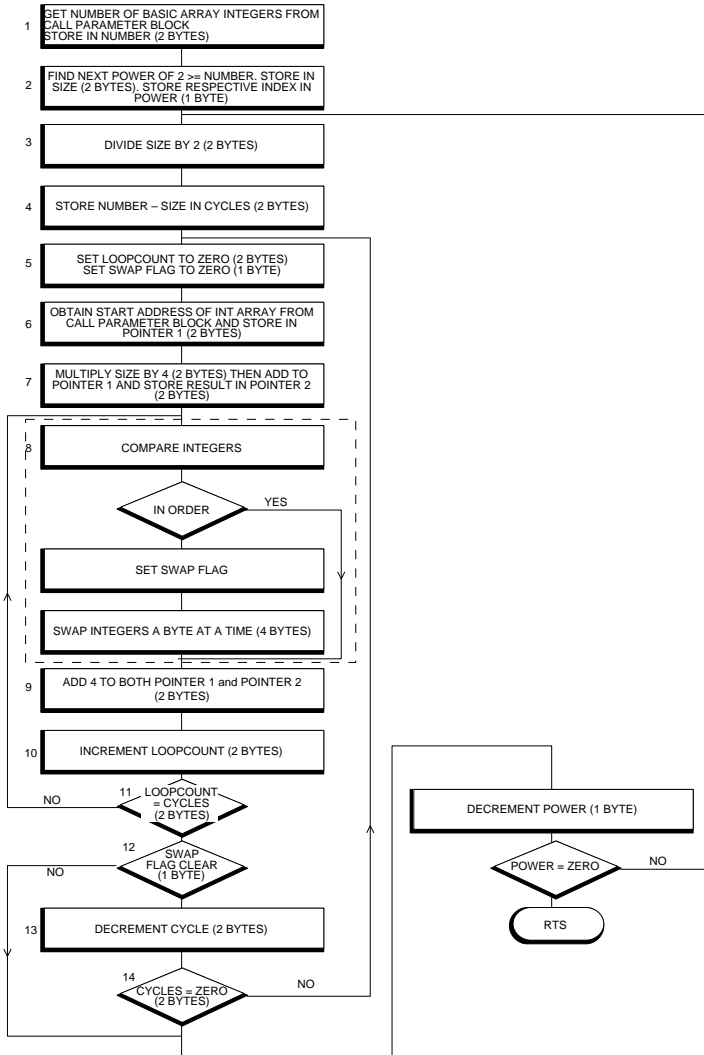 1
GET NUMBER OF BASIC ARRAY INTEGERS FROM
CALL PARAMETER BLOCK
STORE IN NUMBER (2 BYTES)
2
FIND NEXT POWER OF 2 >= NUMBER. STORE IN
SIZE (2 BYTES). STORE RESPECTIVE INDEX IN
POWER (1 BYTE)
3
DIVIDE SIZE BY 2 (2 BYTES)
4
STORE NUMBER – SIZE IN CYCLES (2 BYTES)
5
SET LOOPCOUNT TO ZERO (2 BYTES)
SET SWAP FLAG TO ZERO (1 BYTE)
6
OBTAIN START ADDRESS OF INT ARRAY FROM
CALL PARAMETER BLOCK AND STORE IN
POINTER 1 (2 BYTES)
7
MULTIPLY SIZE BY 4 (2 BYTES) THEN ADD TO
POINTER 1 AND STORE RESULT IN POINTER 2
(2 BYTES)
8
COMPARE INTEGERS
IN ORDER
YES
SET SWAP FLAG
SWAP INTEGERS A BYTE AT A TIME (4 BYTES)
9
ADD 4 TO BOTH POINTER 1 and POINTER 2
(2 BYTES)
10
INCREMENT LOOPCOUNT (2 BYTES)
11
LOOPCOUNT
= CYCLES
(2 BYTES)
NO
12
SWAP
FLAG CLEAR
(1 BYTE)
NO
13
DECREMENT CYCLE (2 BYTES)
14
CYCLES = ZERO
(2 BYTES)
NO
DECREMENT POWER (1 BYTE)
POWER = ZERO
NO
RTS